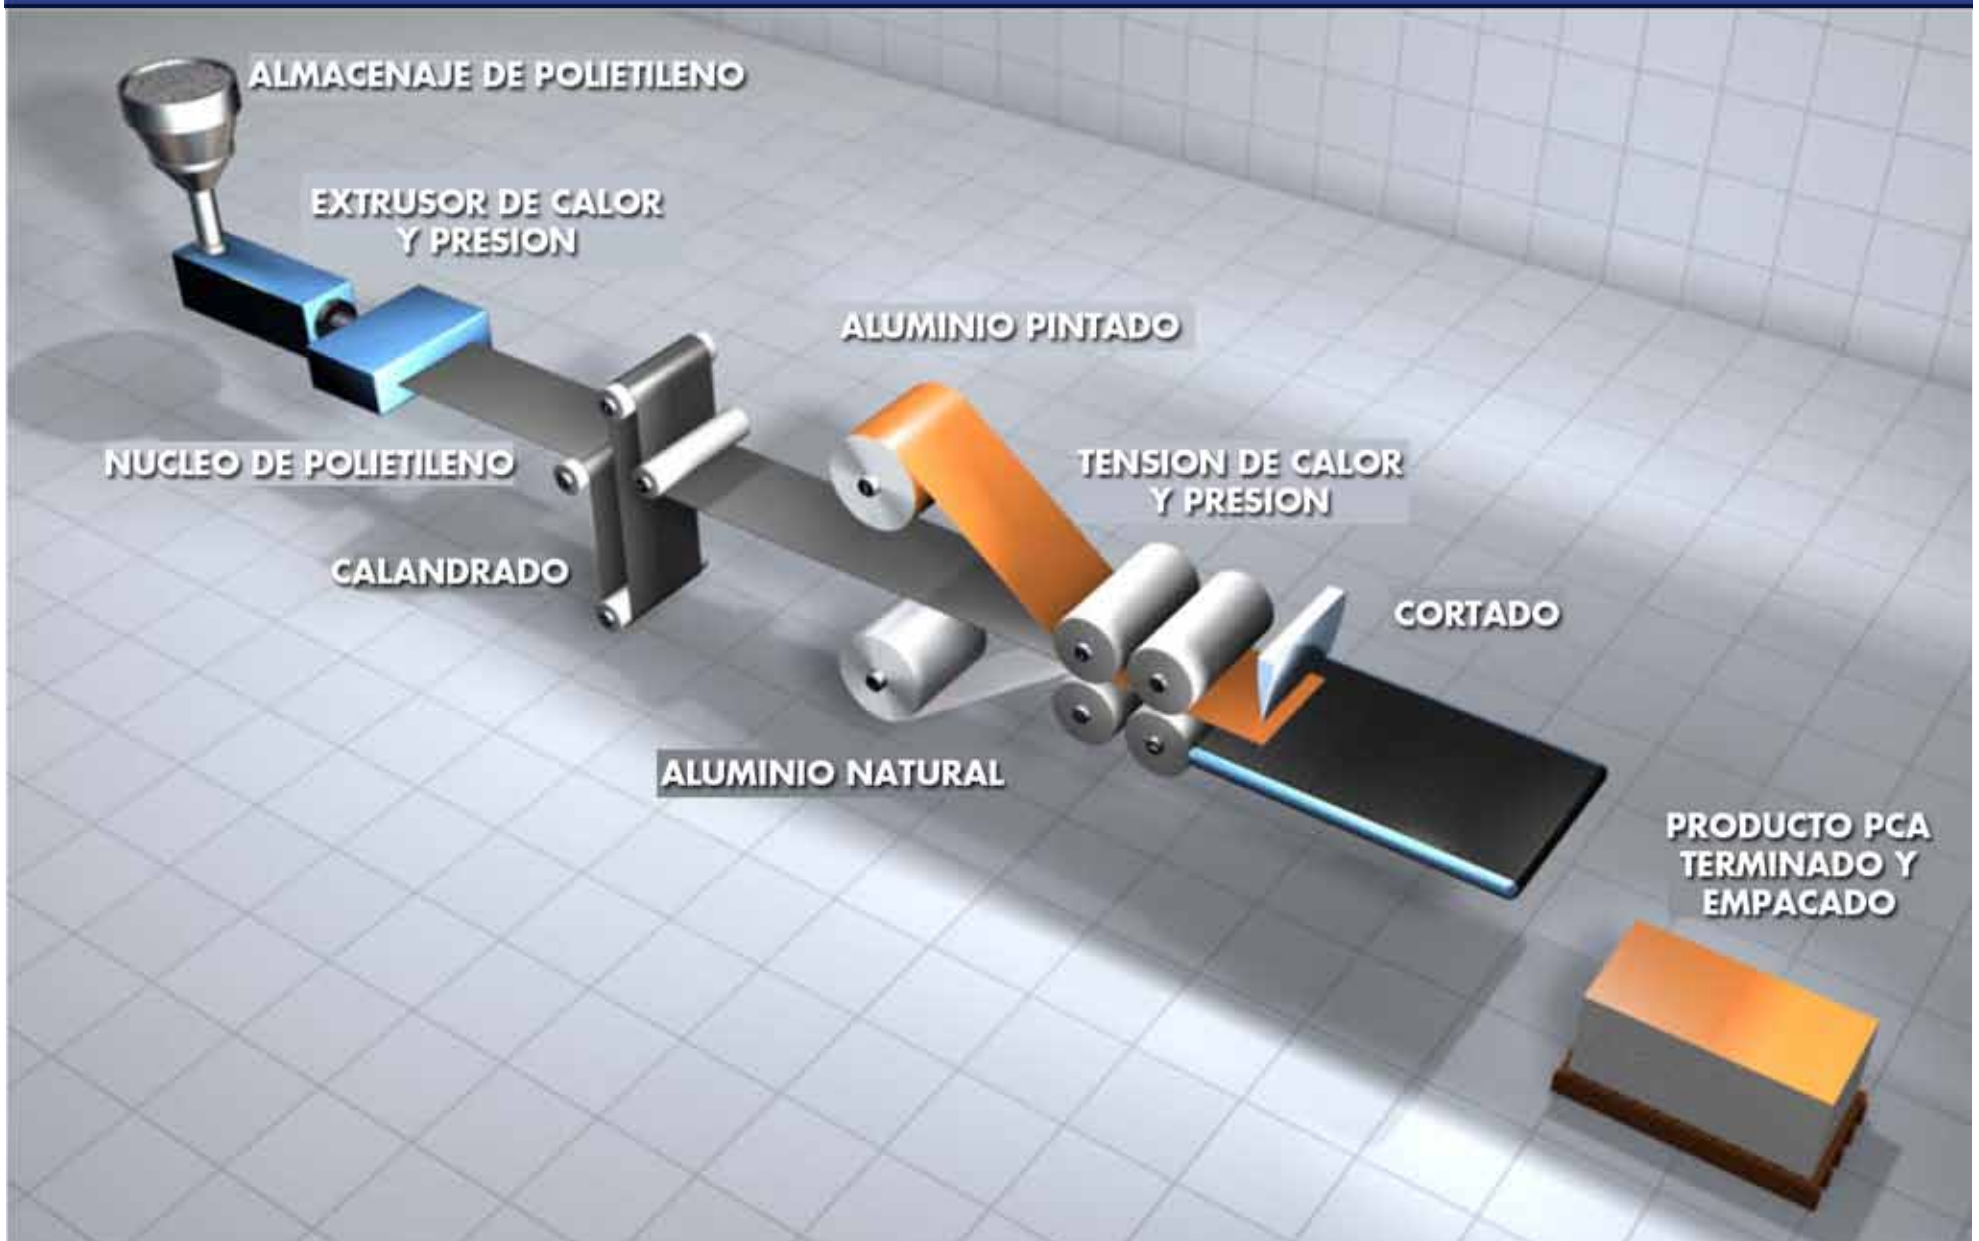 ALMACENAJE DE POLIETILENO
EXTRUSOR DE CALOR
Y PRESION
ALUMINIO PINTADO
NUCLEO DE POLIETILENO
TENSION DE CALOR
Y PRESION
CALANDRADO
CORTADO
ALUMINIO NATURAL
PRODUCTO PCA
TERMINADO Y
EMPACADO